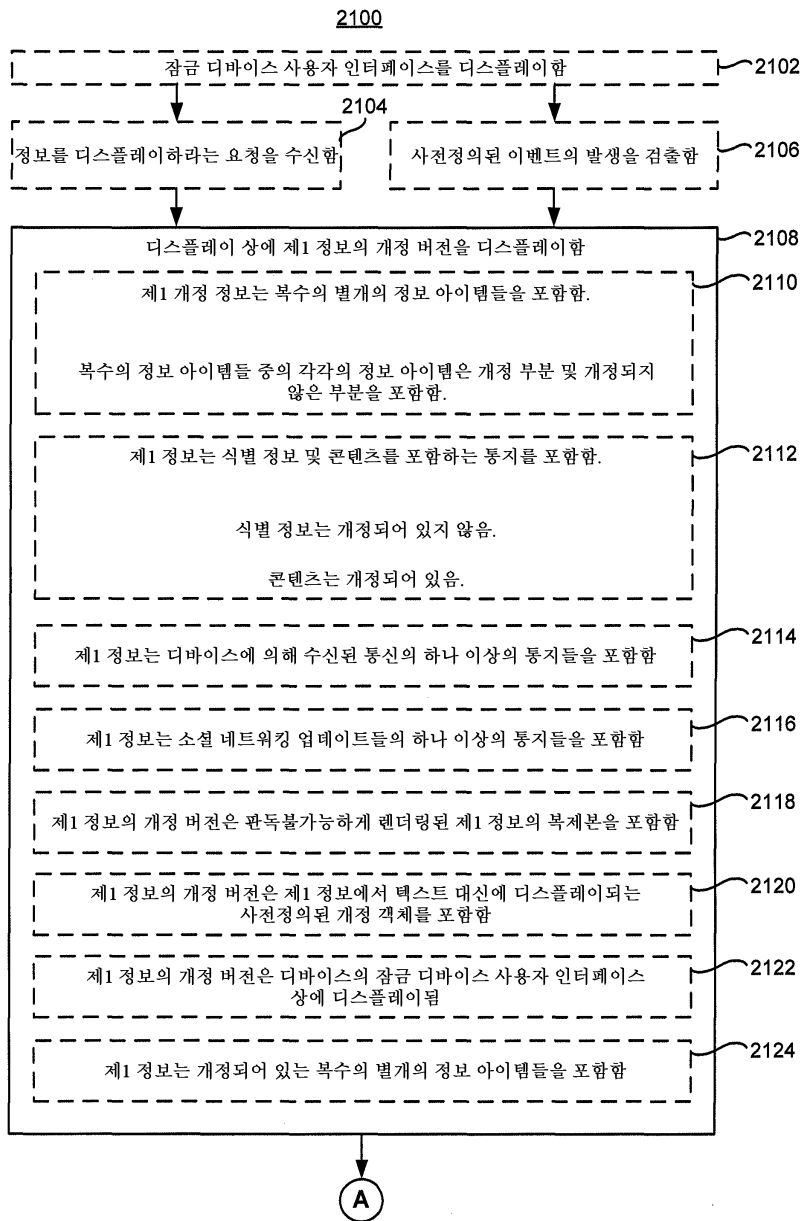 2100
잠금 디바이스 사용자 인터페이스를 디스플레이함
2102
2104
정보를 디스플레이하라는 요청을 수신함
사전정의된 이벤트의 발생을 검출함
2106
디스플레이 상에 제1 정보의 개정 버전을 디스플레이함
2108
2110
제1 개정 정보는 복수의 별개의 정보 아이템들을 포함함.
복수의 정보 아이템들 중의 각각의 정보 아이템은 개정 부분 및 개정되지
않은 부분을 포함함.
2112
제1 정보는 식별 정보 및 콘텐츠를 포함하는 통지를 포함함.
식별 정보는 개정되어 있지 않음.
콘텐츠는 개정되어 있음.
2114
제1 정보는 디바이스에 의해 수신된 통신의 하나 이상의 통지들을 포함함
2116
제1 정보는 소셜 네트워킹 업데이트들의 하나 이상의 통지들을 포함함
2118
제1 정보의 개정 버전은 판독불가능하게 렌더링된 제1 정보의 복제본을 포함함
2120
제1 정보의 개정 버전은 제1 정보에서 텍스트 대신에 디스플레이되는
사전정의된 개정 객체를 포함함
2122
제1 정보의 개정 버전은 디바이스의 잠금 디바이스 사용자 인터페이스
상에 디스플레이됨
2124
제1 정보는 개정되어 있는 복수의 별개의 정보 아이템들을 포함함
A